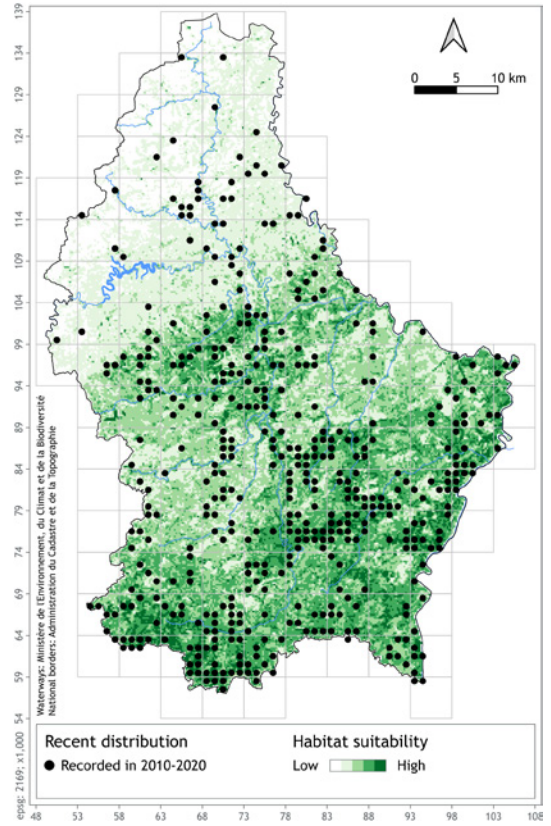 139
134
129
124
119
114
109
104
99
94
89
84
79
74
69
64
59
54
0 5 10 km
Waterways: Ministère de l'Environnement, du Climat et de la Biodiversité
National borders: Administration du Cadastre et de la Topographie
epsg: 2169; x1,000
Recent distribution
Recorded in 2010-2020
Habitat suitability
Low High
48 53 58 63 68 73 78 83 88 93 98 103 108